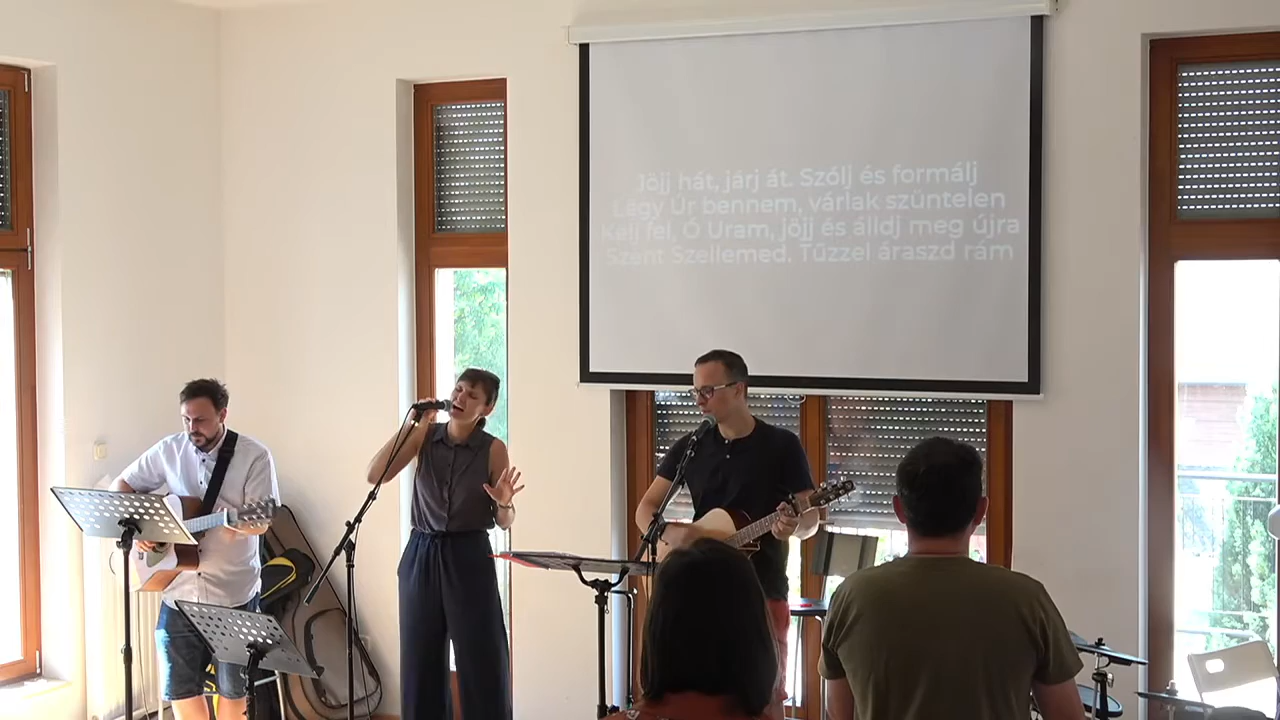 Jöjj hát, járj át. Szólj és formálj
Légy Úr bennem, várlak szüntelen
Kelj fel, Ó Uram, jöjj és álldj meg újra
Szent Szellemed. Tűzzel áraszd rám